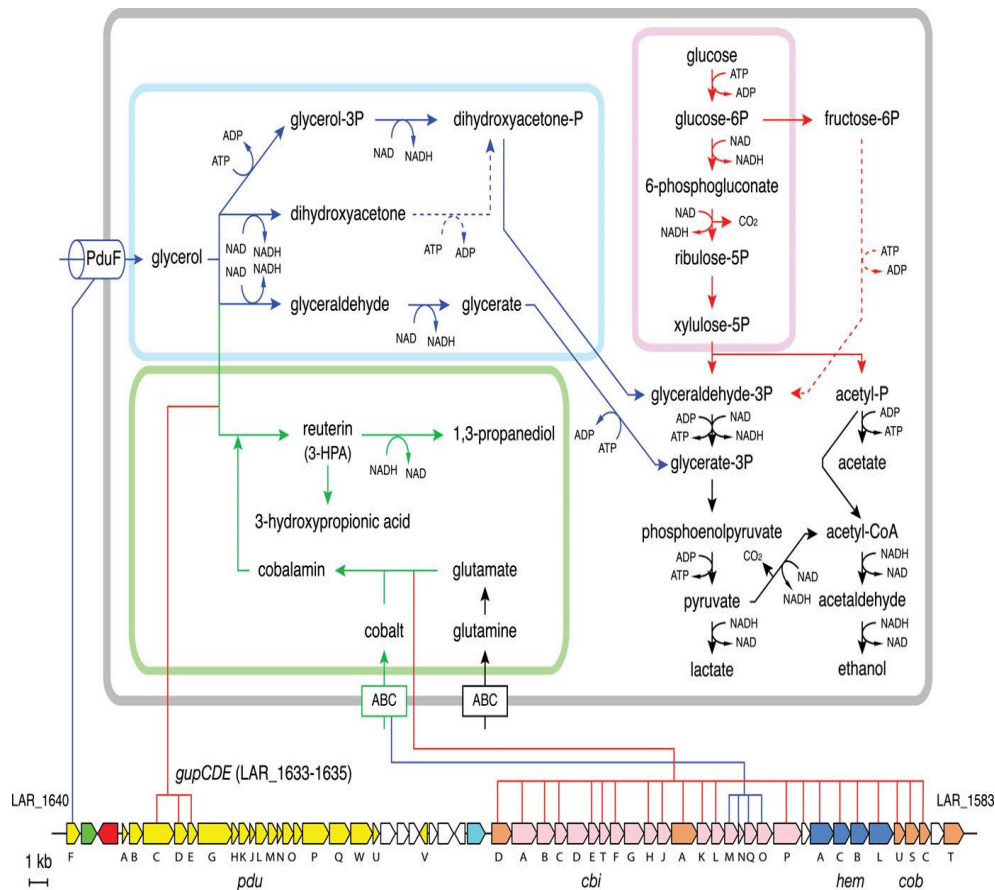 glucose
ATP
ADP
glucose-6P
fructose-6P
NAD
NADH
6-phosphogluconate
NAD
NADH
CO₂
ribulose-5P
ATP
ADP
xylulose-5P
glycerol-3P
dihydroxyacetone-P
ADP
ATP
NAD
NADH
dihydroxyacetone
NAD
NADH
ATP
ADP
PduF
glycerol
NAD
NADH
glyceraldehyde
glycerate
NAD
NADH
glyceraldehyde-3P
acetyl-P
ADP
ATP
ADP
ATP
NAD
NADH
ADP
ATP
glycerate-3P
acetate
reuterin
(3-HPA)
1,3-propanediol
NADH
NAD
3-hydroxypropionic acid
phosphoenolpyruvate
acetyl-CoA
ADP
ATP
CO₂
NAD
NADH
NADH
NAD
pyruvate
acetaldehyde
NADH
NAD
NADH
NAD
lactate
ethanol
cobalamin
glutamate
cobalt
glutamine
ABC
ABC
gupCDE (LAR_1633-1635)
LAR_1640
LAR_1583
1 kb
F A B C D E G H K J L M N O P Q W U V D A B C D E T F G H J A K L M N Q O P A C B L U S C T
pdu
cbi
hem
cob